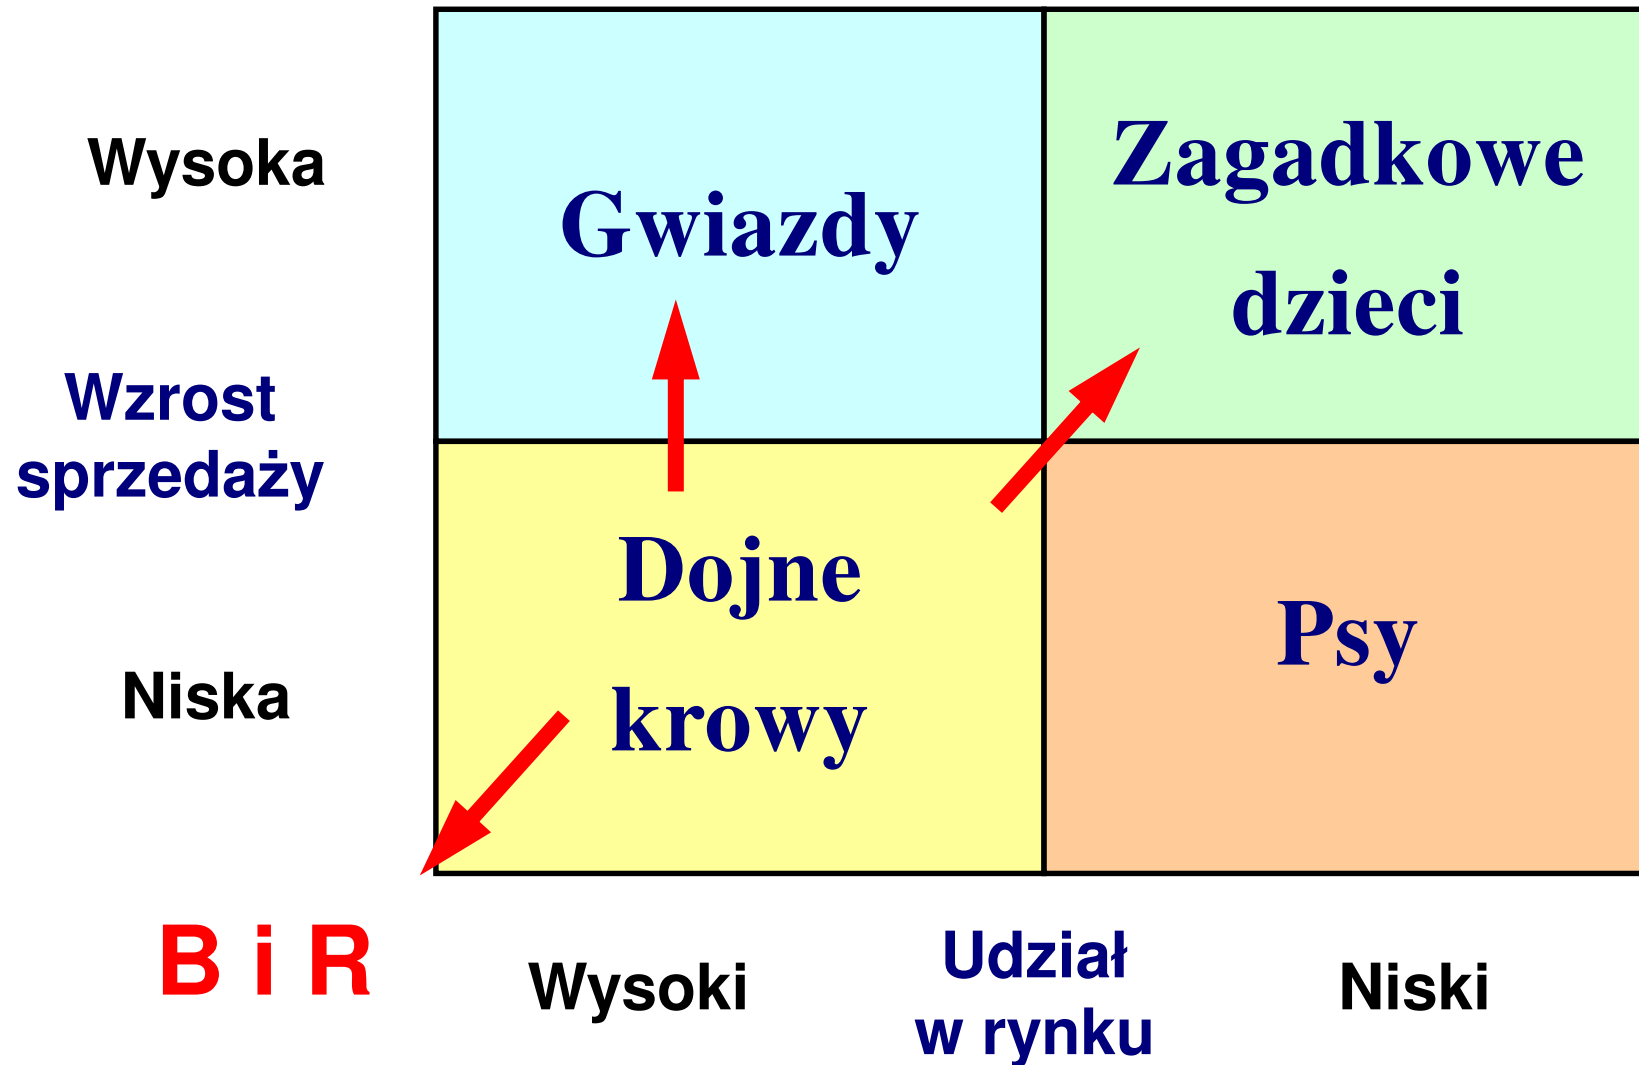 Wysoka
Gwiazdy
Zagadkowe
dzieci
Wzrost
sprzedaży
Dojne
krowy
Psy
Niska
B i R
Wysoki
Udział
w rynku
Niski